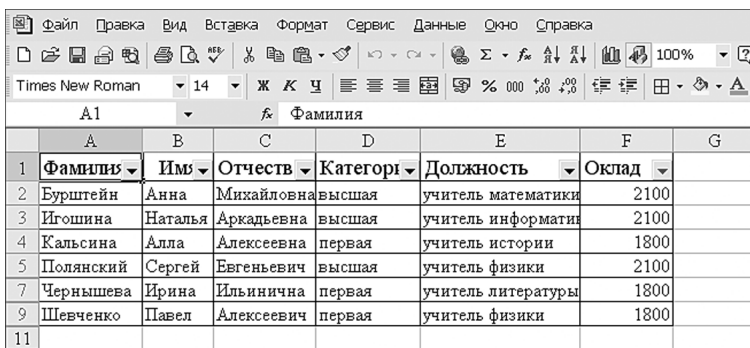 Файл Правка Вид Вставка Формат Сервис Данные Окно Справка
100%
Times New Roman 14 Ж К Ч % 000
A1 fx Фамилия
A B C D E F G
1 Фамилия Имя Отчеств Категори Должность Оклад
2 Бурштейн Анна Михайловна высшая учитель математики 2100
3 Игошина Наталья Аркадьевна высшая учитель информати 2100
4 Кальсина Алла Алексеевна первая учитель истории 1800
5 Полянский Сергей Евгеньевич высшая учитель физики 2100
7 Чернышева Ирина Ильинична первая учитель литературы 1800
9 Шевченко Павел Алексеевич первая учитель физики 1800
11